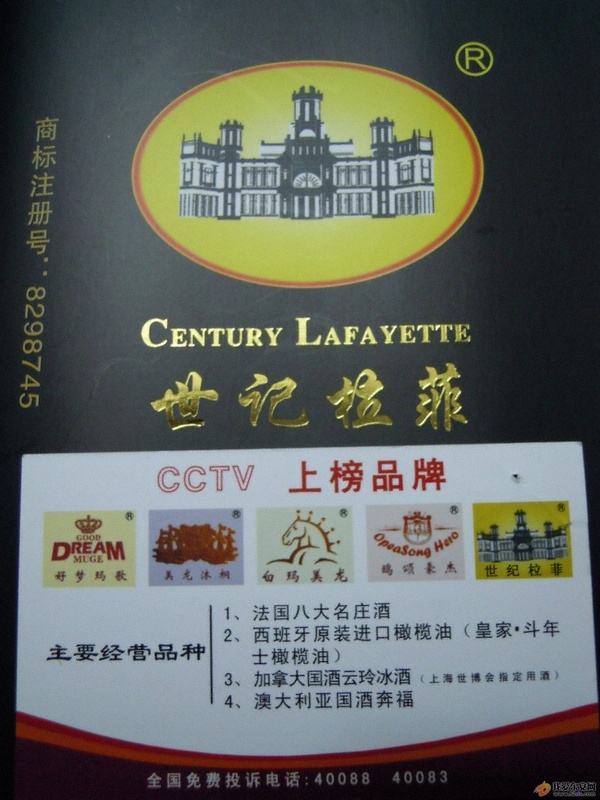 ®
商标注册号：8298745
CENTURY LAFAYETTE
世记拉菲
CCTV 上榜品牌
® ® ® ® ®
GOOD
DREAM
MUGE
好梦玛歌
美龙沐桐
白玛美龙
OpeaSong Hero
鸪颂豪杰
世纪拉菲
主要经营品种
1、法国八大名庄酒
2、西班牙原装进口橄榄油（皇家·斗年
士橄榄油）
3、加拿大国酒云玲冰酒（上海世博会指定用酒）
4、澳大利亚国酒奔福
全国免费投诉电话:40088 40083